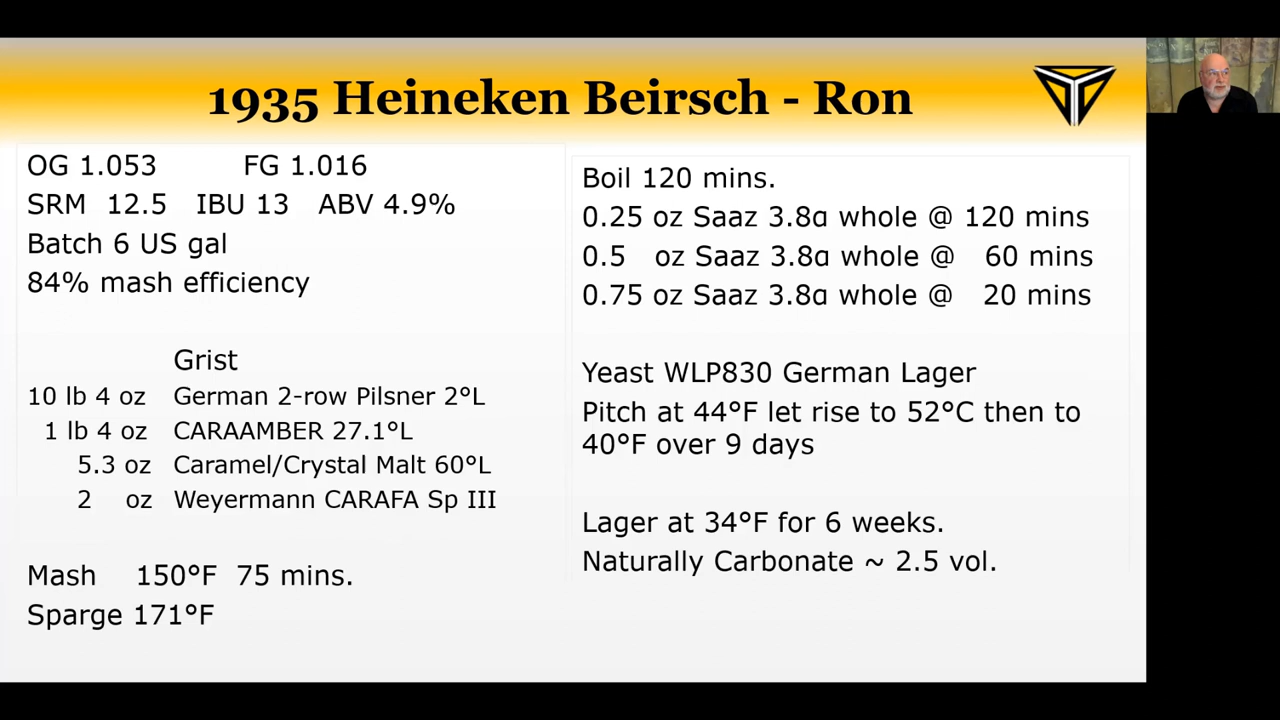 1935 Heineken Beirsch - Ron
OG 1.053 FG 1.016
SRM 12.5 IBU 13 ABV 4.9%
Batch 6 US gal
84% mash efficiency
Grist
10 lb 4 oz German 2-row Pilsner 2°L
1 lb 4 oz CARAAMBER 27.1°L
5.3 oz Caramel/Crystal Malt 60°L
2 oz Weyermann CARAFA Sp III
Mash 150°F 75 mins.
Sparge 171°F
Boil 120 mins.
0.25 oz Saaz 3.8α whole @ 120 mins
0.5 oz Saaz 3.8α whole @ 60 mins
0.75 oz Saaz 3.8α whole @ 20 mins
Yeast WLP830 German Lager
Pitch at 44°F let rise to 52°C then to
40°F over 9 days
Lager at 34°F for 6 weeks.
Naturally Carbonate ~ 2.5 vol.